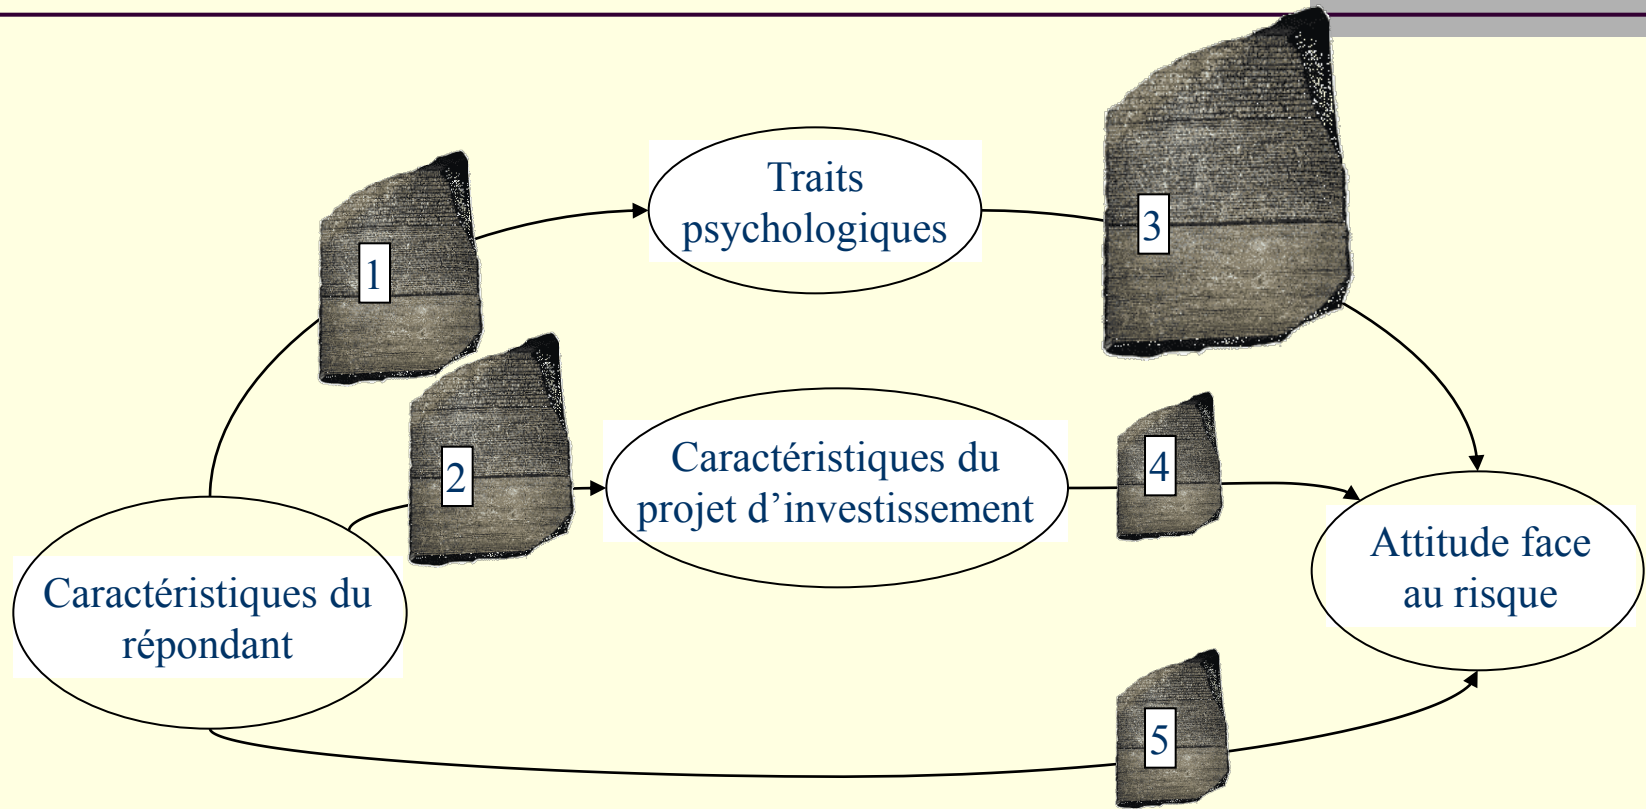 Traits
psychologiques
3
1
2
Caractéristiques du
projet d’investissement
4
Attitude face
au risque
Caractéristiques du
répondant
5